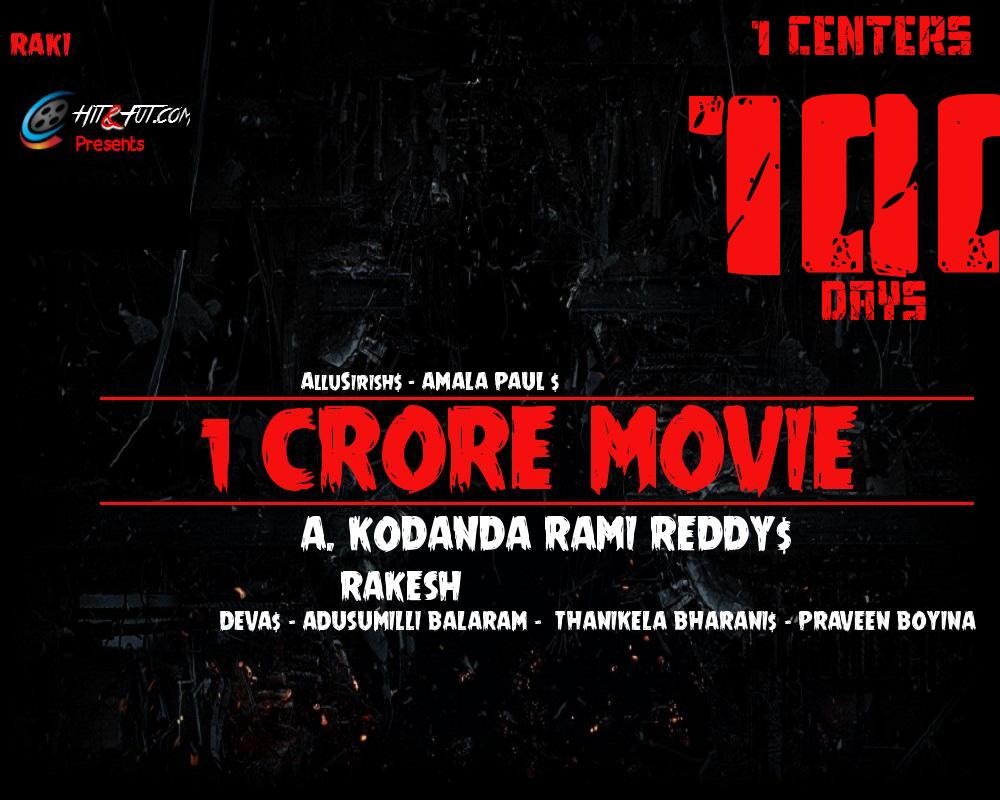 RAKI
1 CENTERS
HIT&FUT.COM
Presents
100
DAYS
AlluSirish$ - AMALA PAUL $
1 CRORE MOVIE
A. KODANDA RAMI REDDY$
RAKESH
DEVA$ - ADUSUMILLI BALARAM - THANIKELA BHARANI$ - PRAVEEN BOYINA